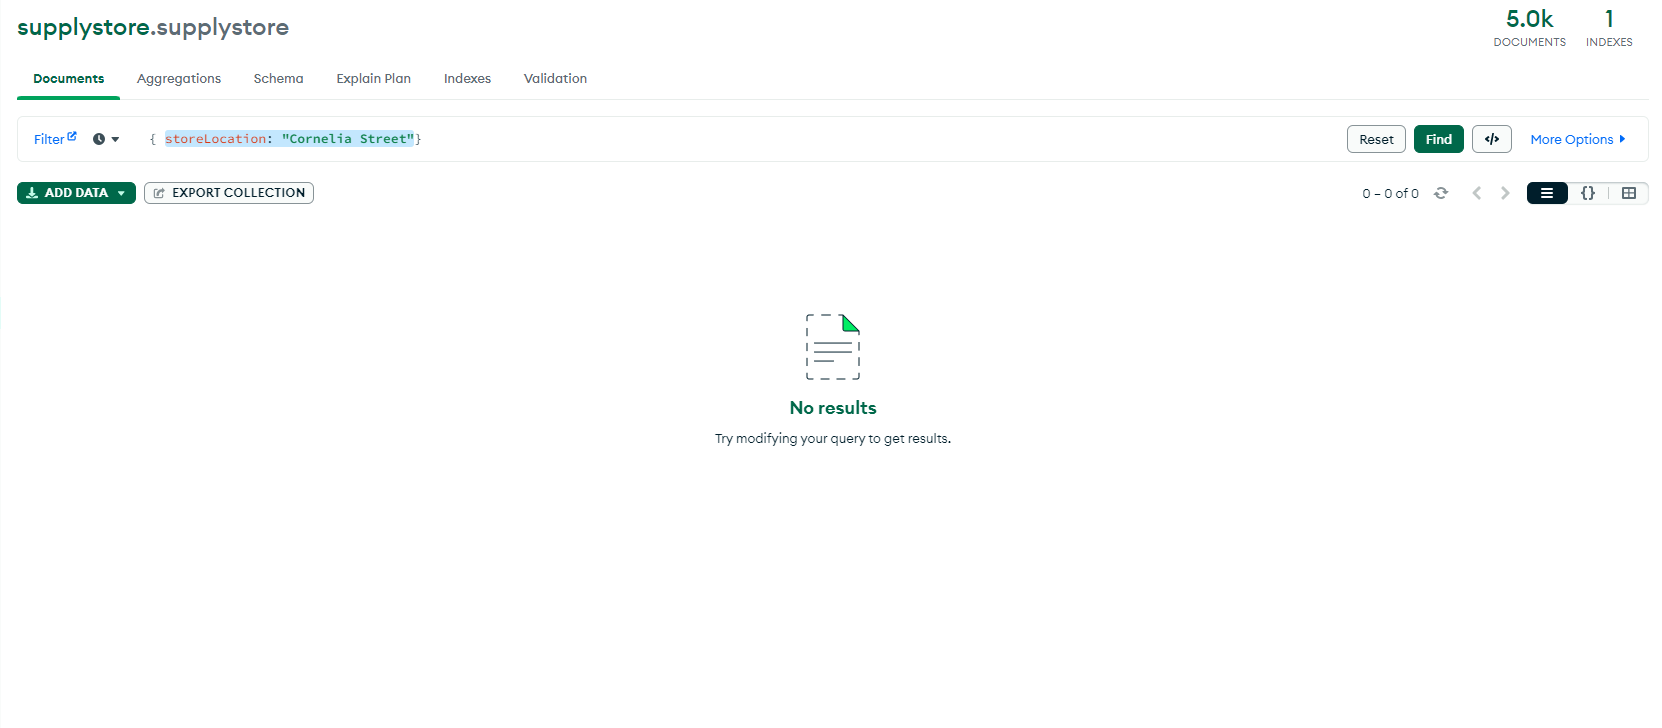 supplystore.supplystore
5.0k
DOCUMENTS
1
INDEXES
Documents Aggregations Schema Explain Plan Indexes Validation
Filter { storeLocation: "Cornelia Street"} Reset Find </> More Options
ADD DATA EXPORT COLLECTION 0 – 0 of 0 {}
No results
Try modifying your query to get results.